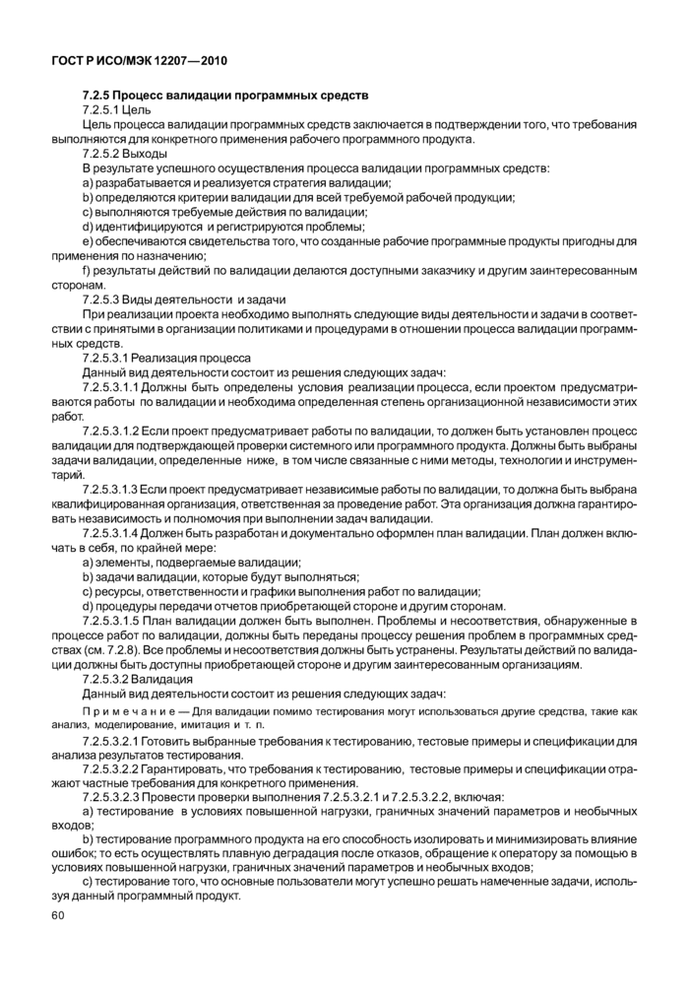 ГОСТ Р ИСО/МЭК 12207—2010
7.2.5 Процесс валидации программных средств
7.2.5.1 Цель
Цель процесса валидации программных средств заключается в подтверждении того, что требования
выполняются для конкретного применения рабочего программного продукта.
7.2.5.2 Выходы
В результате успешного осуществления процесса валидации программных средств:
a) разрабатывается и реализуется стратегия валидации;
b) определяются критерии валидации для всей требуемой рабочей продукции;
c) выполняются требуемые действия по валидации;
d) идентифицируются и регистрируются проблемы;
e) обеспечиваются свидетельства того, что созданные рабочие программные продукты пригодны для
применения по назначению;
f) результаты действий по валидации делаются доступными заказчику и другим заинтересованным
сторонам.
7.2.5.3 Виды деятельности и задачи
При реализации проекта необходимо выполнять следующие виды деятельности и задачи в соответ-
ствии с принятыми в организации политиками и процедурами в отношении процесса валидации программ-
ных средств.
7.2.5.3.1 Реализация процесса
Данный вид деятельности состоит из решения следующих задач:
7.2.5.3.1.1 Должны быть определены условия реализации процесса, если проектом предусматри-
ваются работы по валидации и необходима определенная степень организационной независимости этих
работ.
7.2.5.3.1.2 Если проект предусматривает работы по валидации, то должен быть установлен процесс
валидации для подтверждающей проверки системного или программного продукта. Должны быть выбраны
задачи валидации, определенные ниже, в том числе связанные с ними методы, технологии и инструмен-
тарий.
7.2.5.3.1.3 Если проект предусматривает независимые работы по валидации, то должна быть выбрана
квалифицированная организация, ответственная за проведение работ. Эта организация должна гарантиро-
вать независимость и полномочия при выполнении задач валидации.
7.2.5.3.1.4 Должен быть разработан и документально оформлен план валидации. План должен вклю-
чать в себя, по крайней мере:
a) элементы, подвергаемые валидации;
b) задачи валидации, которые будут выполняться;
c) ресурсы, ответственности и графики выполнения работ по валидации;
d) процедуры передачи отчетов приобретающей стороне и другим сторонам.
7.2.5.3.1.5 План валидации должен быть выполнен. Проблемы и несоответствия, обнаруженные в
процессе работ по валидации, должны быть переданы процессу решения проблем в программных сред-
ствах (см. 7.2.8). Все проблемы и несоответствия должны быть устранены. Результаты действий по валида-
ции должны быть доступны приобретающей стороне и другим заинтересованным организациям.
7.2.5.3.2 Валидация
Данный вид деятельности состоит из решения следующих задач:
Примечание — Для валидации помимо тестирования могут использоваться другие средства, такие как
анализ, моделирование, имитация и т. п.
7.2.5.3.2.1 Готовить выбранные требования к тестированию, тестовые примеры и спецификации для
анализа результатов тестирования.
7.2.5.3.2.2 Гарантировать, что требования к тестированию, тестовые примеры и спецификации отра-
жают частные требования для конкретного применения.
7.2.5.3.2.3 Провести проверки выполнения 7.2.5.3.2.1 и 7.2.5.3.2.2, включая:
a) тестирование в условиях повышенной нагрузки, граничных значений параметров и необычных
входов;
b) тестирование программного продукта на его способность изолировать и минимизировать влияние
ошибок; то есть осуществлять плавную деградация после отказов, обращение к оператору за помощью в
условиях повышенной нагрузки, граничных значений параметров и необычных входов;
c) тестирование того, что основные пользователи могут успешно решать намеченные задачи, исполь-
зуя данный программный продукт.
60